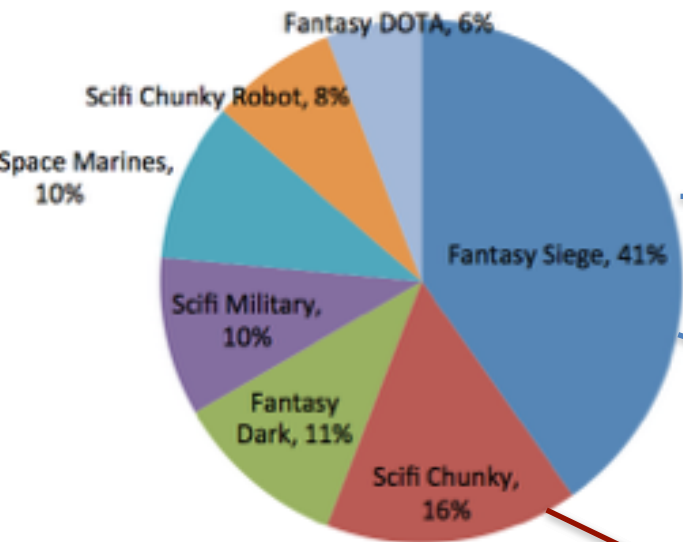 Fantasy DOTA, 6%
Scifi Chunky Robot, 8%
Space Marines,
10%
Fantasy Siege, 41%
Scifi Military,
10%
Fantasy
Dark, 11%
Scifi Chunky,
16%